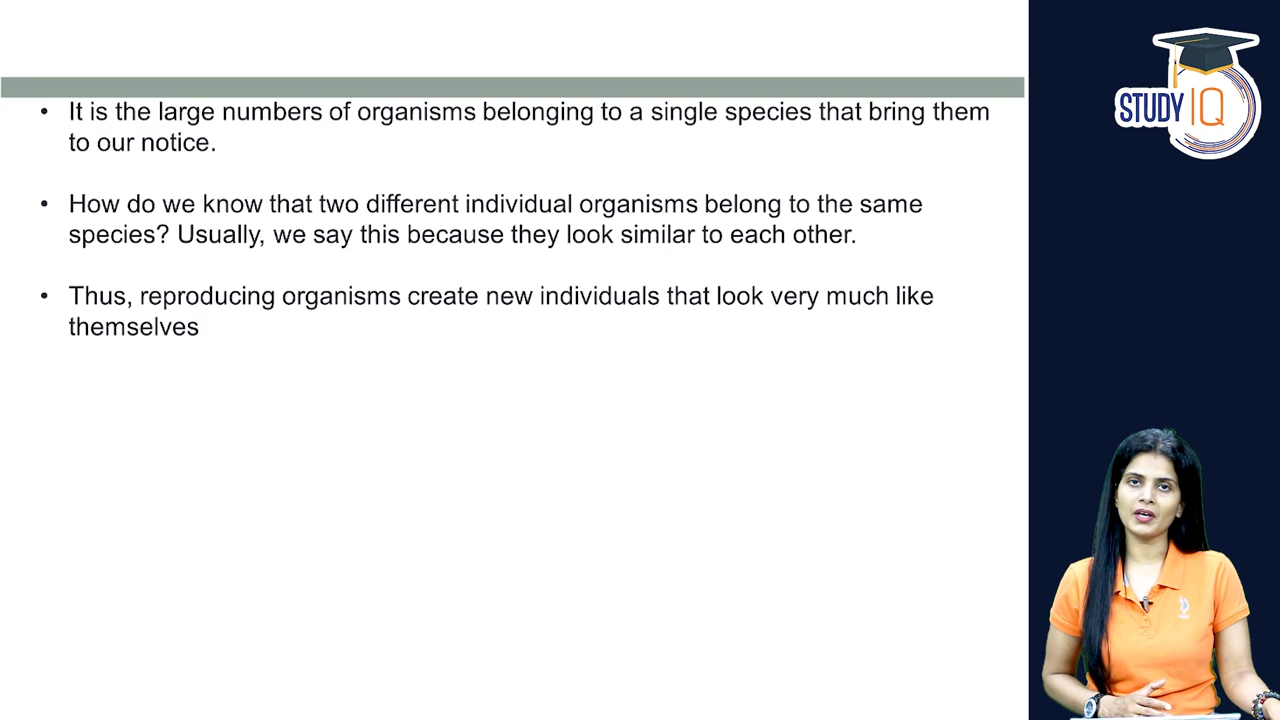 • It is the large numbers of organisms belonging to a single species that bring them
to our notice.
• How do we know that two different individual organisms belong to the same
species? Usually, we say this because they look similar to each other.
• Thus, reproducing organisms create new individuals that look very much like
themselves
STUDY IQ